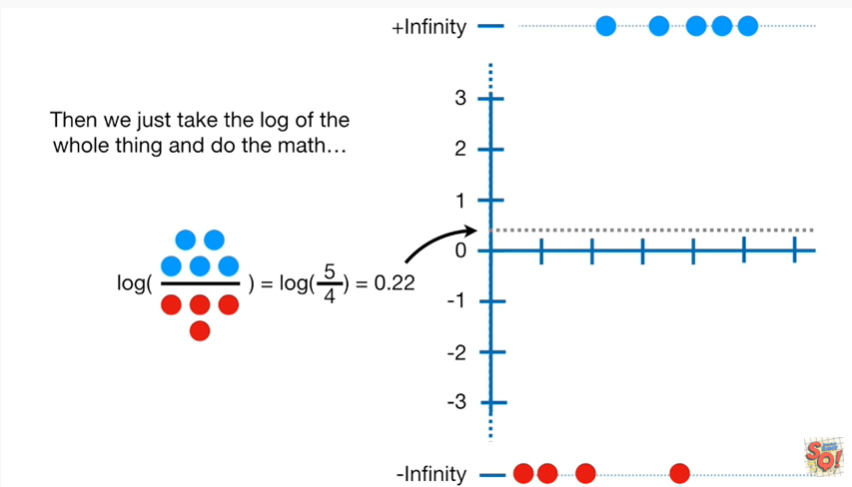 +Infinity
Then we just take the log of the
whole thing and do the math…
3
2
1
0
log( ) = log(5/4) = 0.22
-1
-2
-3
-Infinity
SQ!